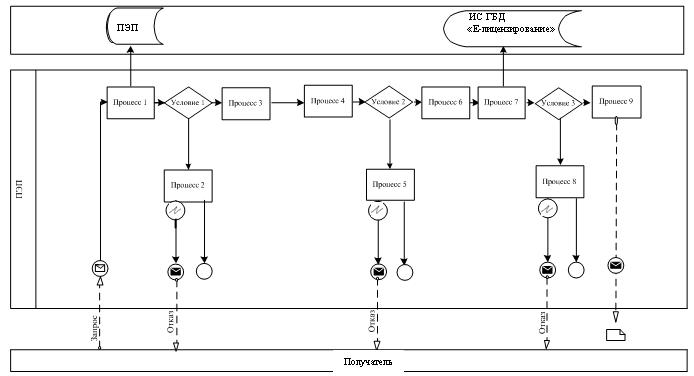 ПЭП
ИС ГБД
«Е-лицензирование»
Процесс 1
Условие 1
Процесс 3
Процесс 4
Условие 2
Процесс 6
Процесс 7
Условие 3
Процесс 9
ПЭП
Процесс 2
Процесс 5
Процесс 8
Запрос
Отказ
Отказ
Отказ
Получатель